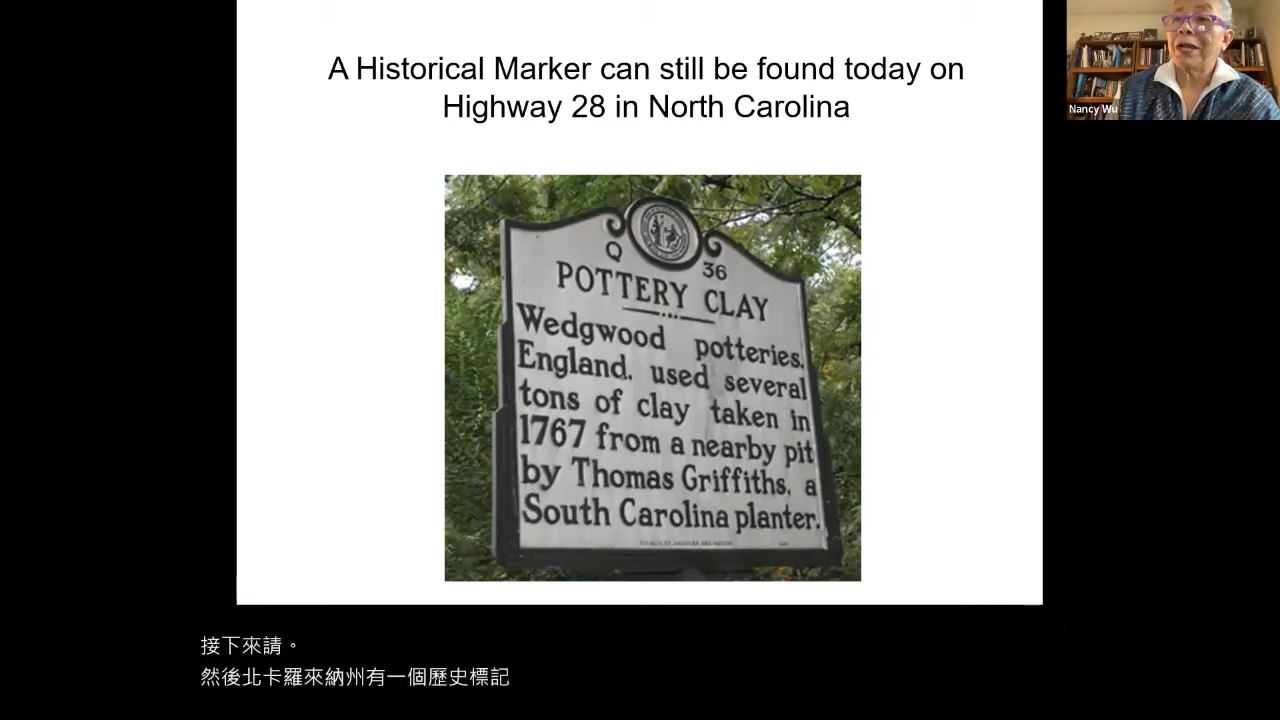 A Historical Marker can still be found today on
Highway 28 in North Carolina
Nancy Wu
Q 36
POTTERY CLAY
Wedgwood potteries,
England, used several
tons of clay taken in
1767 from a nearby pit
by Thomas Griffiths, a
South Carolina planter.
接下來請。
然後北卡羅來納州有一個歷史標記